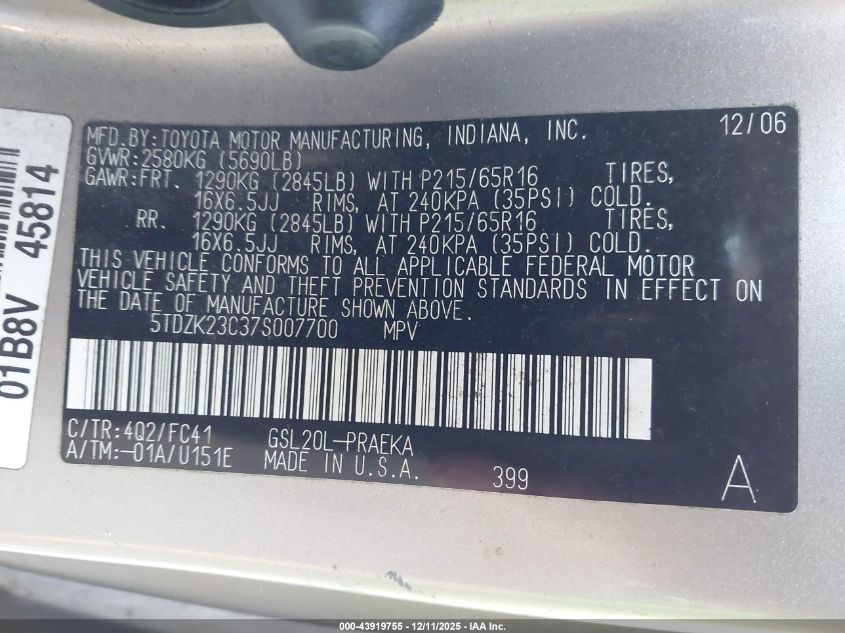 MFD.BY:TOYOTA MOTOR MANUFACTURING, INDIANA, INC. 12/06
GVWR:2580KG (5690LB)
GAWR:FRT. 1290KG (2845LB) WITH P215/65R16 TIRES,
16X6.5JJ RIMS, AT 240KPA (35PSI) COLD.
RR. 1290KG (2845LB) WITH P215/65R16 TIRES,
16X6.5JJ RIMS, AT 240KPA (35PSI) COLD.
THIS VEHICLE CONFORMS TO ALL APPLICABLE FEDERAL MOTOR
VEHICLE SAFETY AND THEFT PREVENTION STANDARDS IN EFFECT ON
THE DATE OF MANUFACTURE SHOWN ABOVE.
5TDZK23C37S007700 MPV
C/TR:4Q2/FC41 GSL20L-PRAEKA
A/TM:-01A/U151E MADE IN U.S.A.
399
A
01B8V 45814
000-43919755 - 12/11/2025 - IAA Inc.